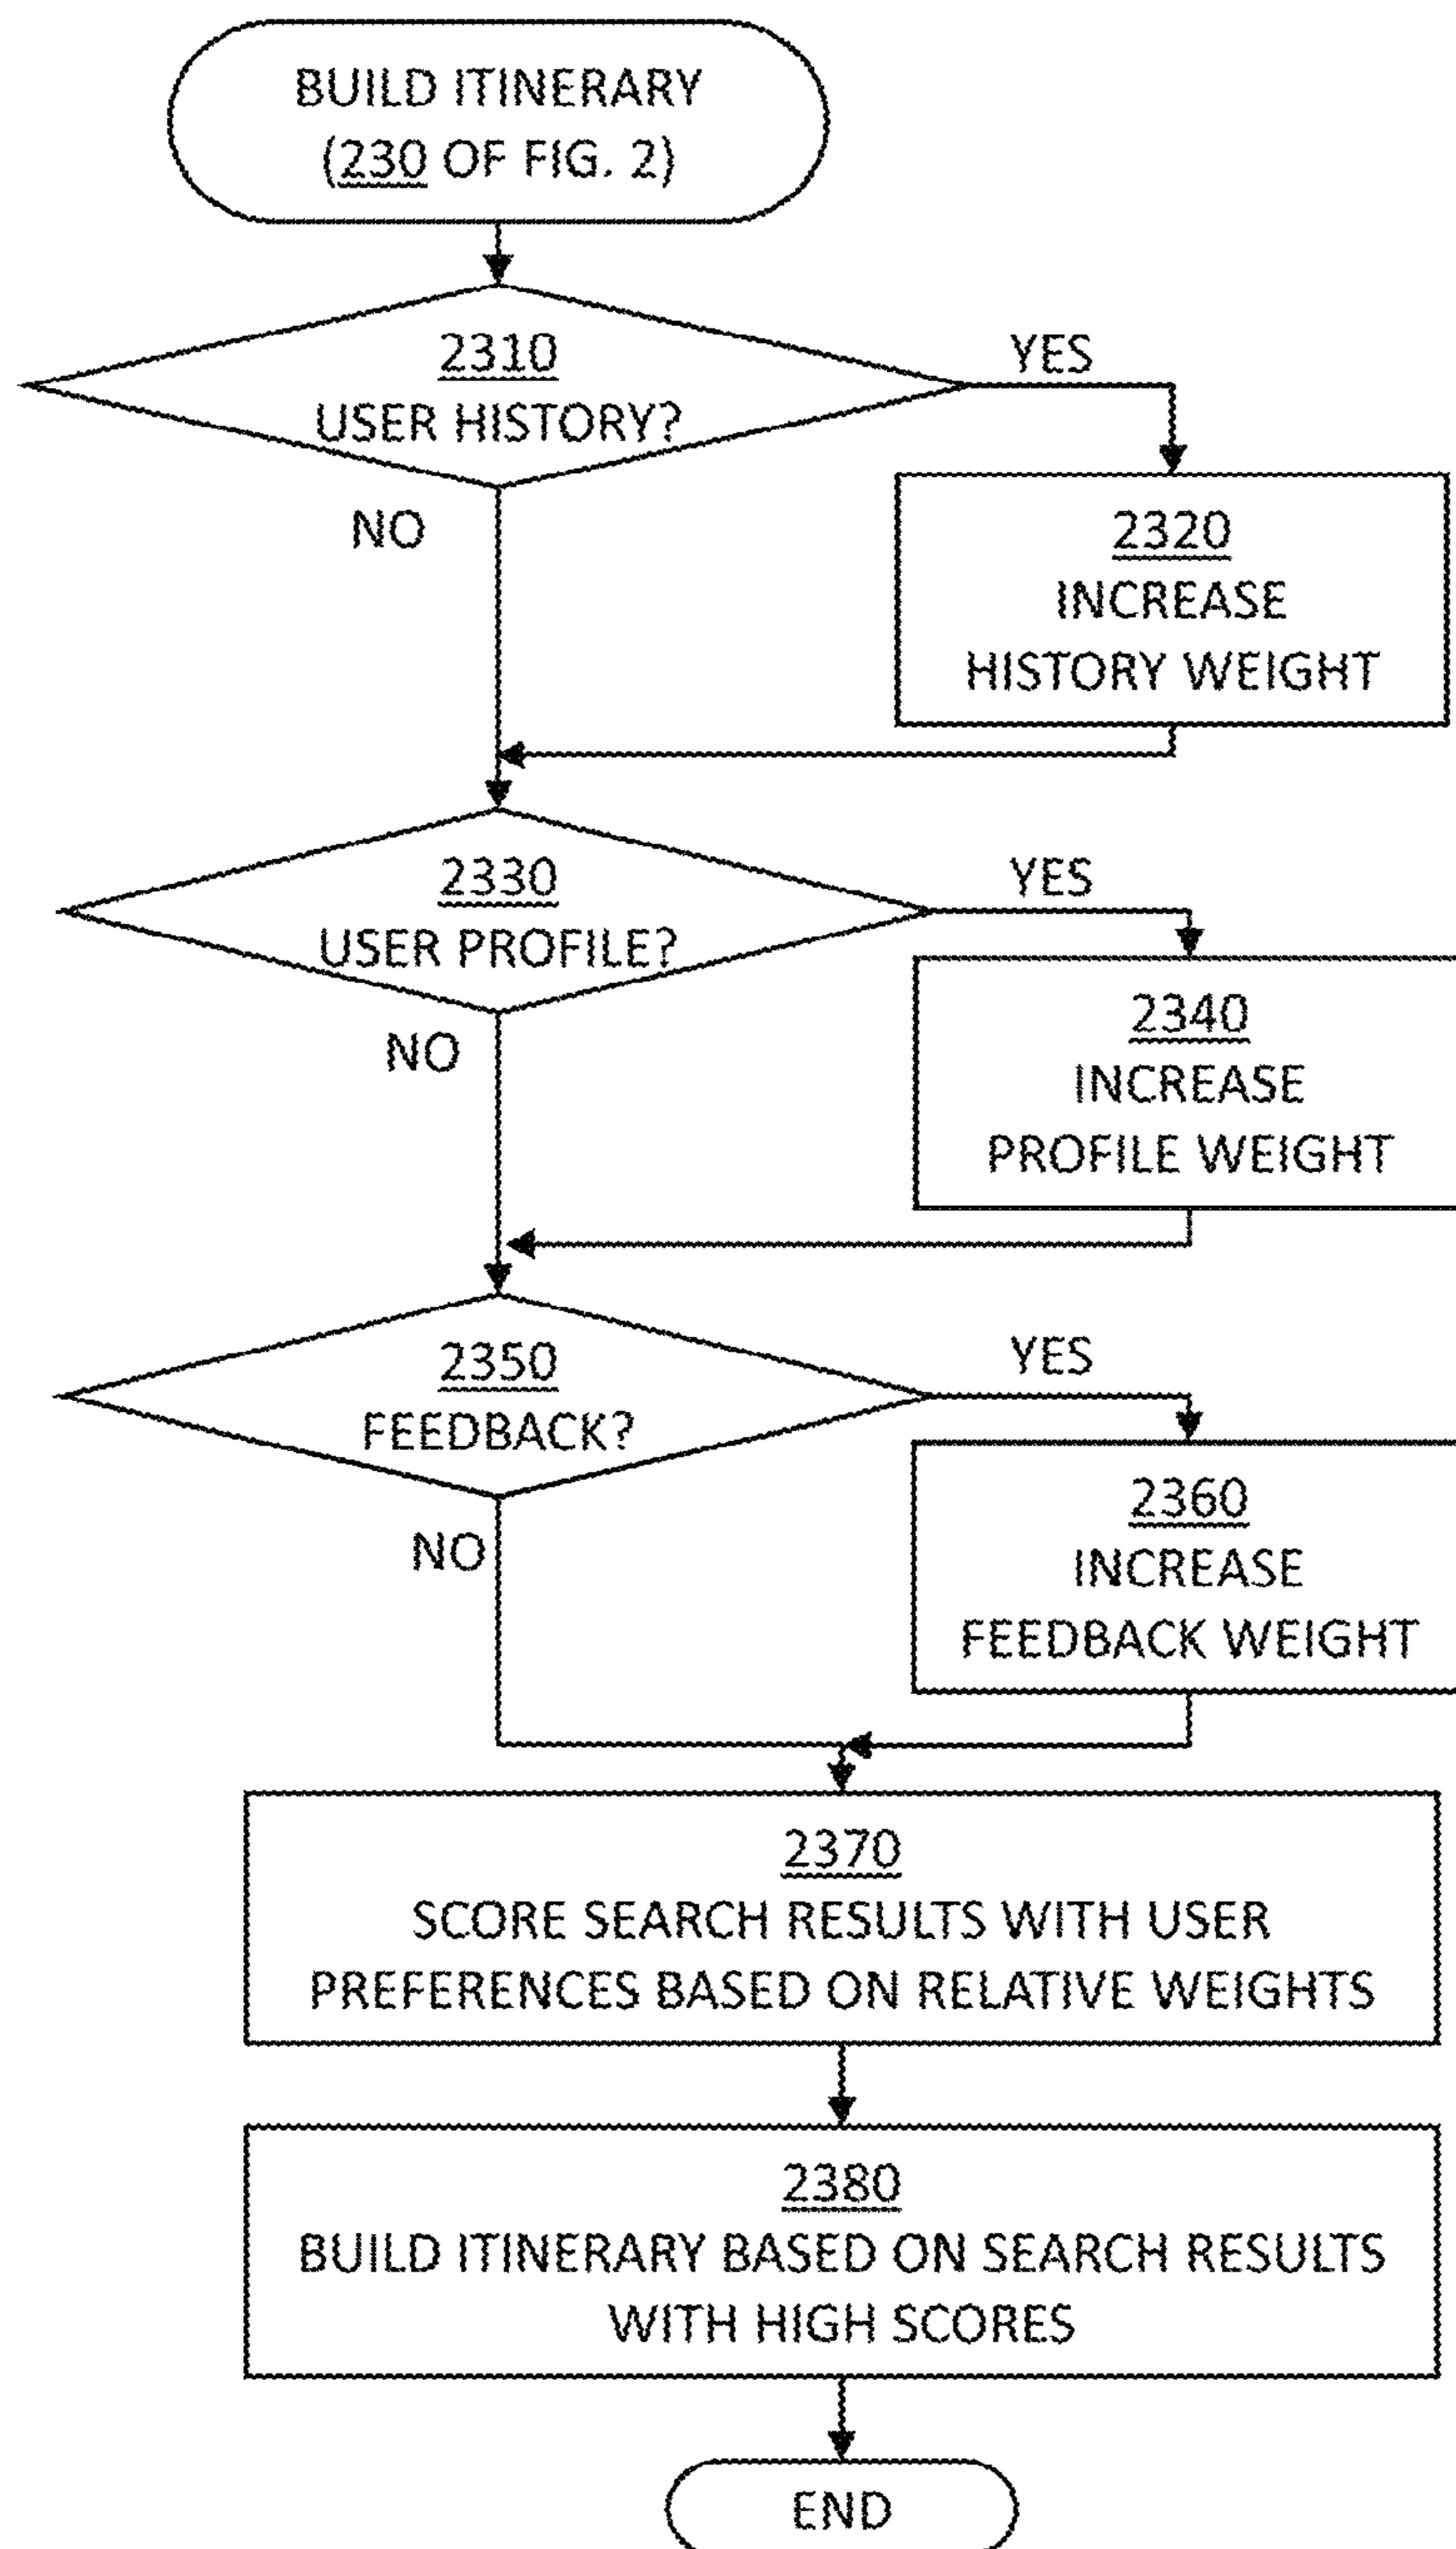 BUILD ITINERARY
(230 OF FIG. 2)
2310
USER HISTORY?
YES
NO
2320
INCREASE
HISTORY WEIGHT
2330
USER PROFILE?
YES
NO
2340
INCREASE
PROFILE WEIGHT
2350
FEEDBACK?
YES
NO
2360
INCREASE
FEEDBACK WEIGHT
2370
SCORE SEARCH RESULTS WITH USER
PREFERENCES BASED ON RELATIVE WEIGHTS
2380
BUILD ITINERARY BASED ON SEARCH RESULTS
WITH HIGH SCORES
END